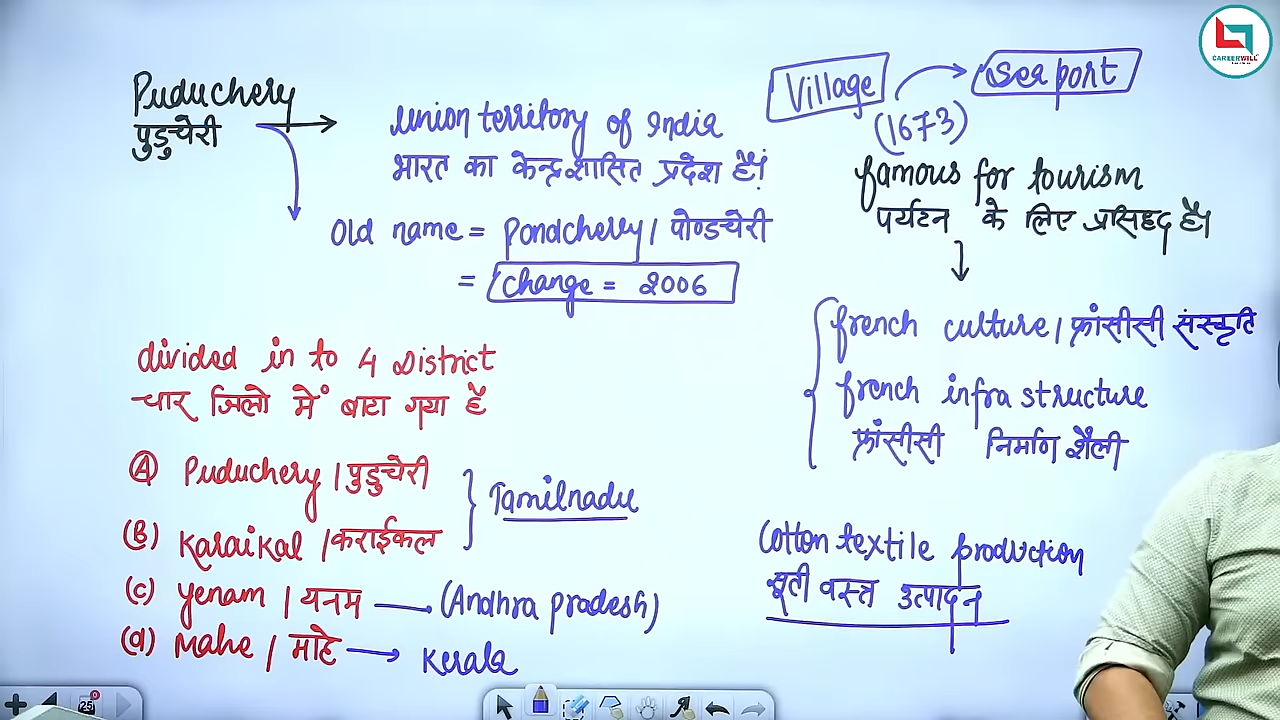 Puduchery
पुडुचेरी
union territory of India
भारत का केन्द्रशासित प्रदेश है।
Old name = Pondchery / पोण्डचेरी
= Change = 2006
divided in to 4 District
चार जिलो में बाटा गया है
(A) Puduchery / पुडुचेरी
(B) Karaikal / कराईकल
Tamilnadu
(c) Yenam / यनम — (Andhra pradesh)
(d) Mahe / माहे → Kerala
Village → Sea port
(1673)
famous for tourism
पर्यटन के लिए प्रसिद्द है।
french culture / फ्रांसीसी संस्कृति
french infra structure
फ्रांसीसी निर्माण शैली
Cotton textile production
सूती वस्त्र उत्पादन
CAREERWILL
25